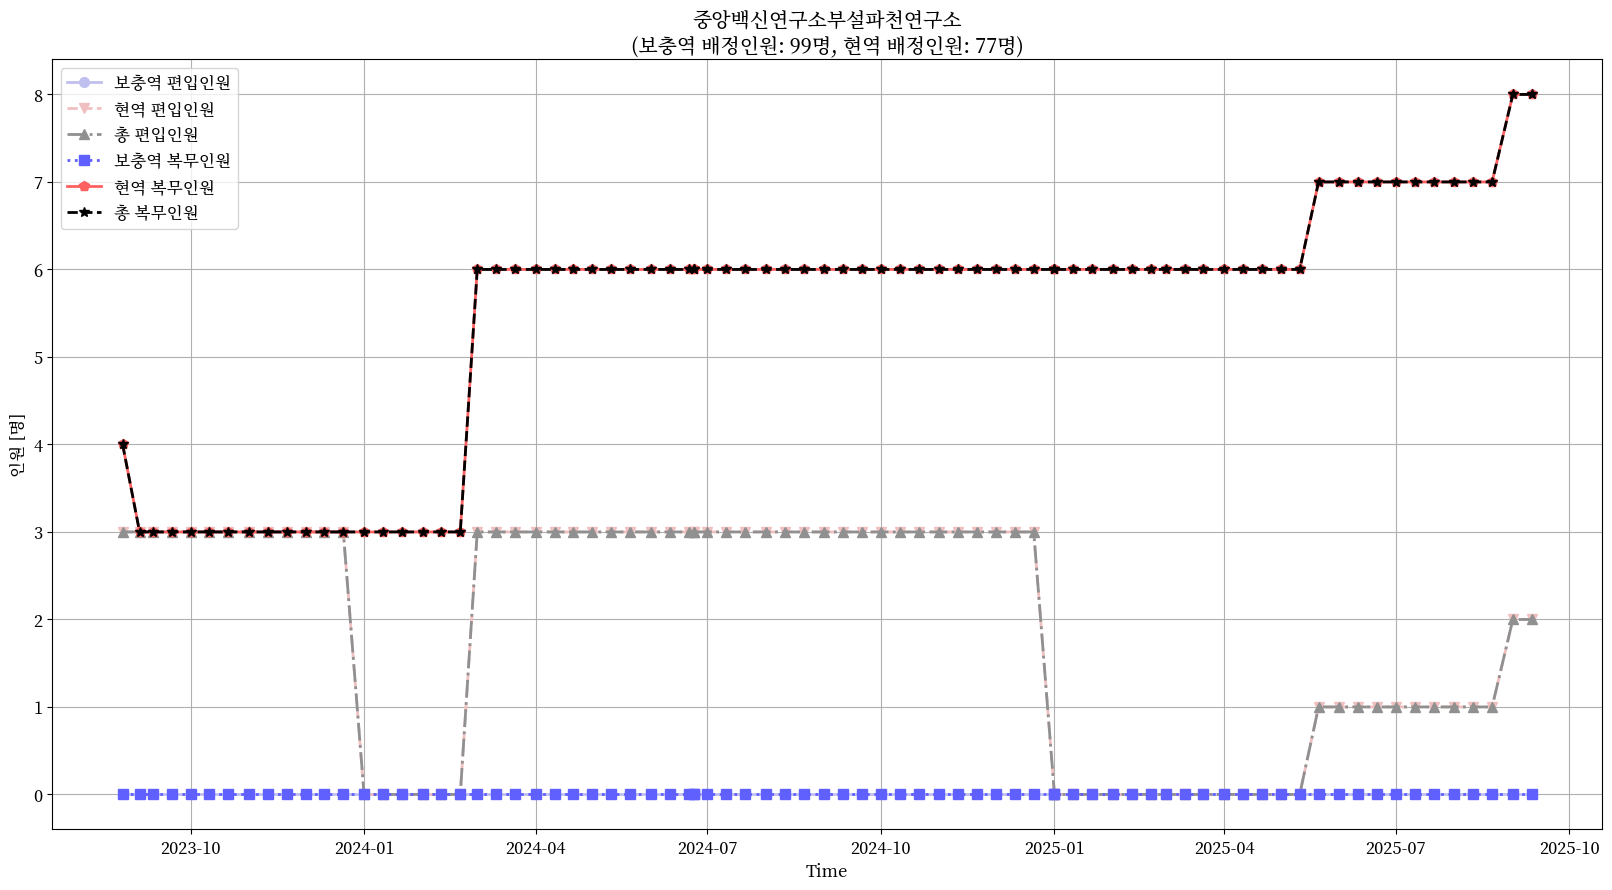 중앙백신연구소부설파천연구소
(보충역 배정인원: 99명, 현역 배정인원: 77명)
보충역 편입인원
현역 편입인원
총 편입인원
보충역 복무인원
현역 복무인원
총 복무인원
8
7
6
5
4
3
2
1
0
인원 [명]
2023-10
2024-01
2024-04
2024-07
2024-10
2025-01
2025-04
2025-07
2025-10
Time